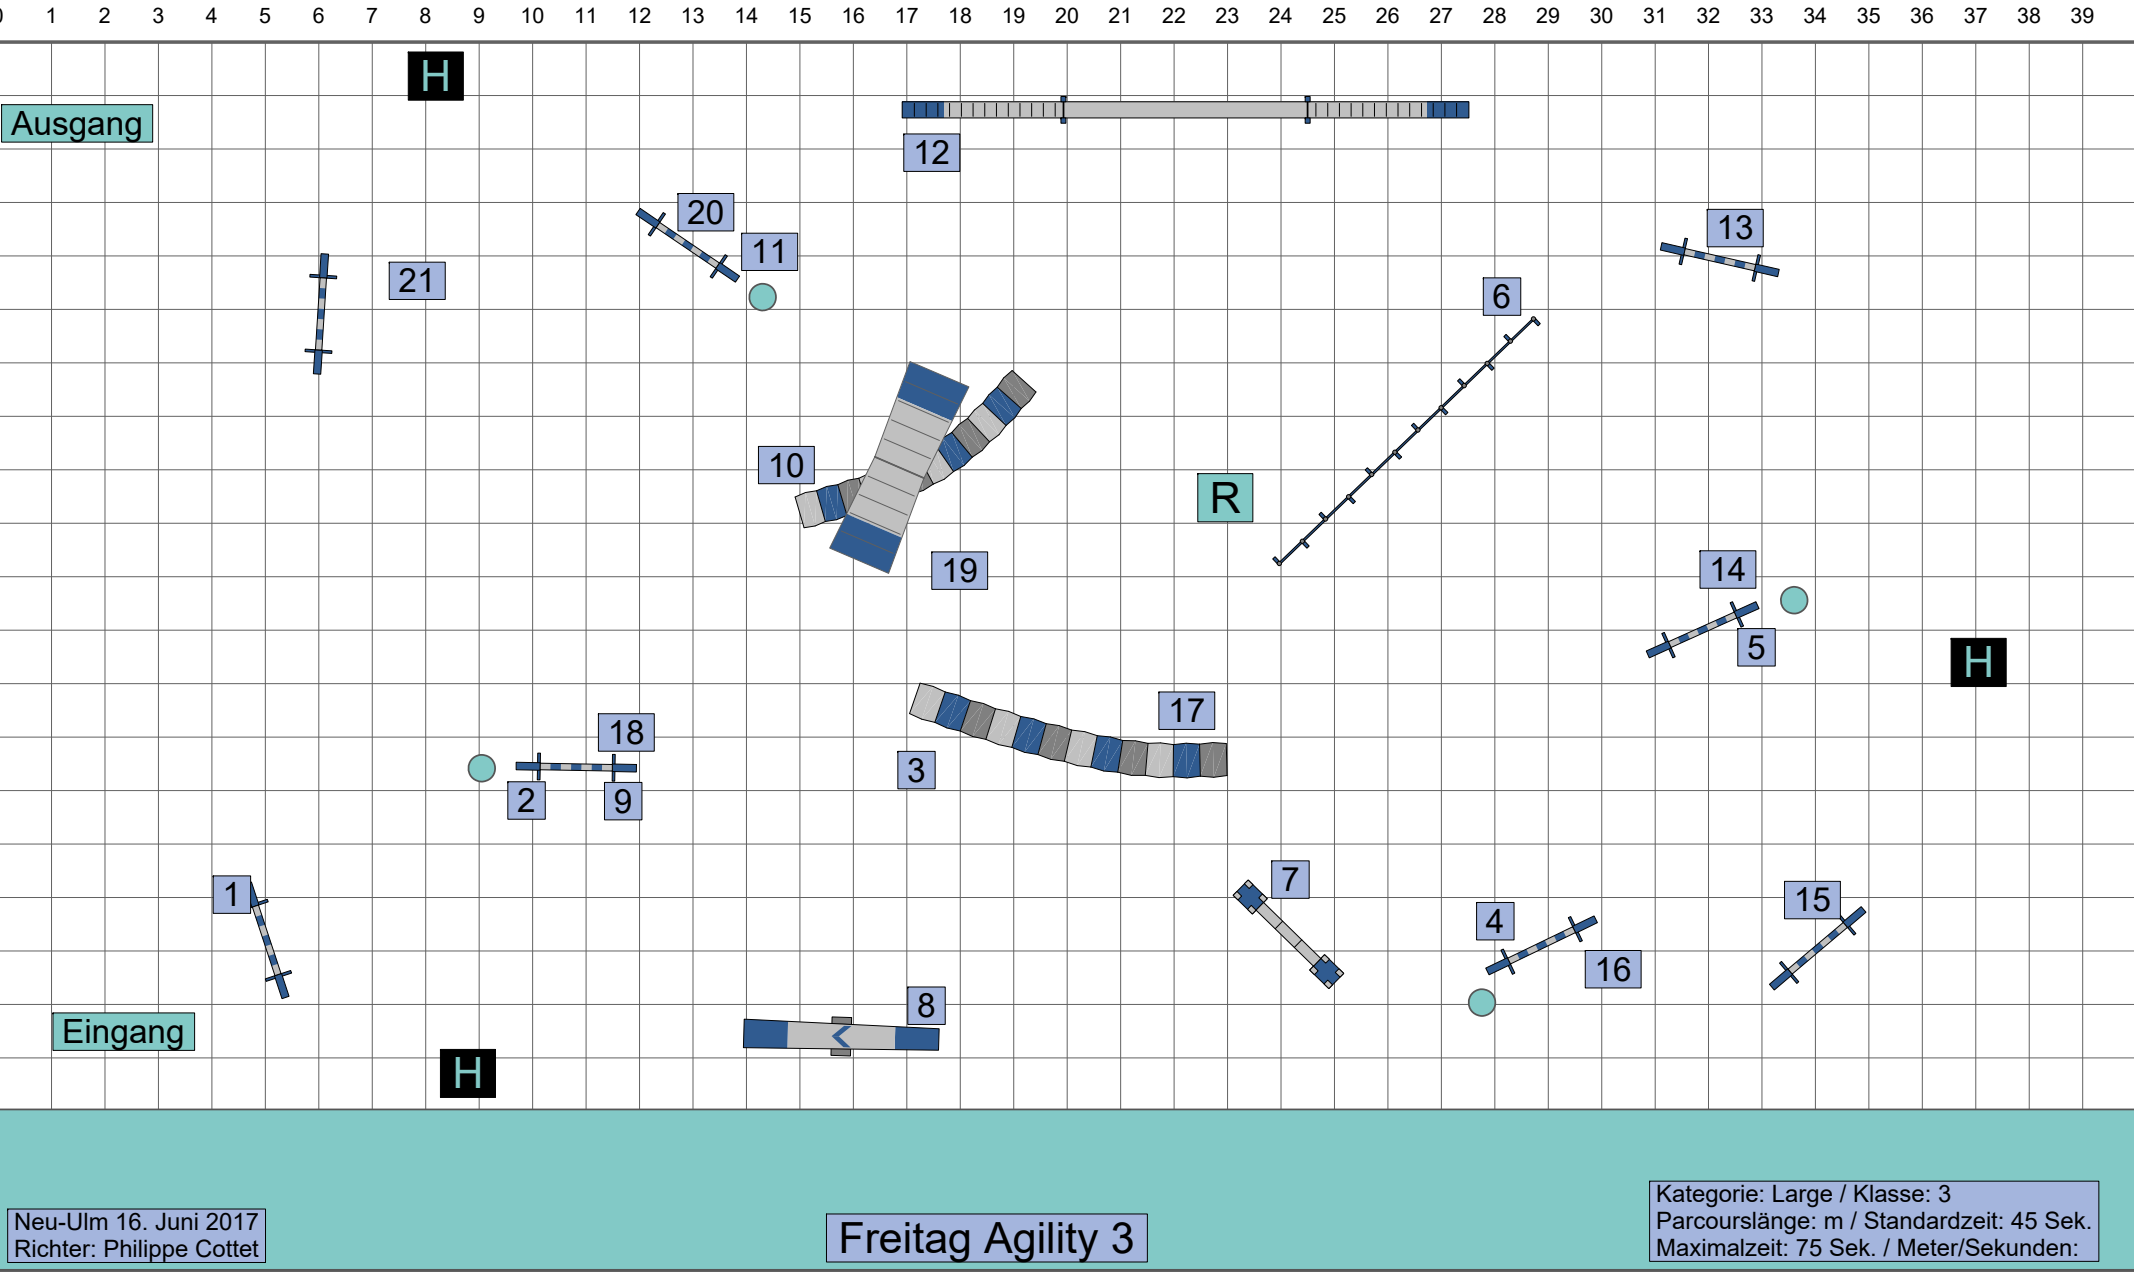 0 1 2 3 4 5 6 7 8 9 10 11 12 13 14 15 16 17 18 19 20 21 22 23 24 25 26 27 28 29 30 31 32 33 34 35 36 37 38 39
H
Ausgang
12
20
13
11
21
6
10
R
19
14
5
H
17
18
3
2
9
7
1
15
4
16
8
Eingang
H
Neu-Ulm 16. Juni 2017
Richter: Philippe Cottet
Freitag Agility 3
Kategorie: Large / Klasse: 3
Parcourslänge: m / Standardzeit: 45 Sek.
Maximalzeit: 75 Sek. / Meter/Sekunden: